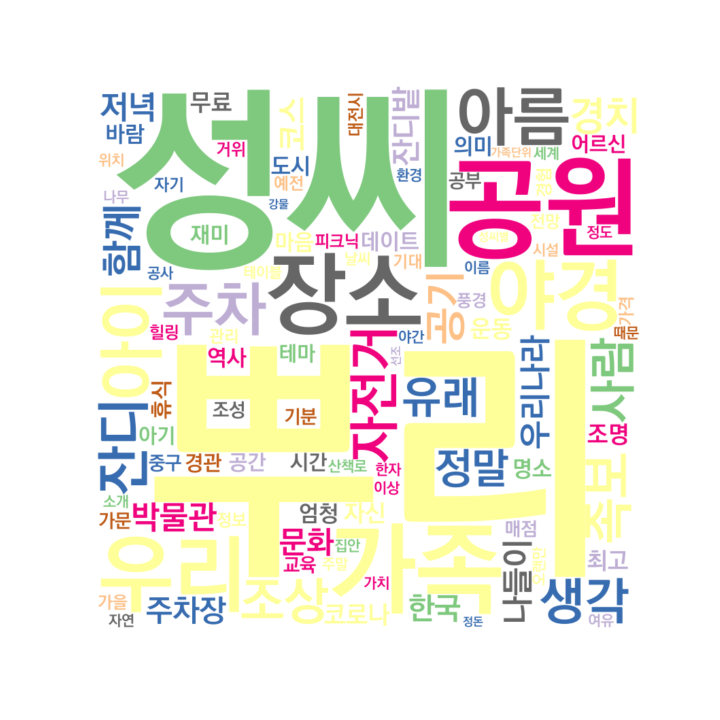 저녁
무료
성씨
코스
대전시
잔디밭
아름
경치
바람
거위
도시
의미
가족단위
세계
어르신
위치
자기
예전
환경
공부
공원
나무
강물
함께
재미
마음
피크닉
데이트
전망
정도
공사
테이블
날씨
기대
이름
시설
아이
주차
장소
공기
풍경
야경
힐링
관리
야간
운동
가격
때문
역사
테마
선조
자전거
우리나라
사람
잔디
휴식
조성
기분
유래
조명
아기
뿌리
중구
경관
공간
시간
산책로
한자
정말
명소
족보
소개
이상
가문
박물관
정보
엄청
자신
매점
문화
집안
나들이
최고
우리
교육
주말
가족
가을
주차장
조상
가치
코로나
한국
생각
자연
정돈
여유